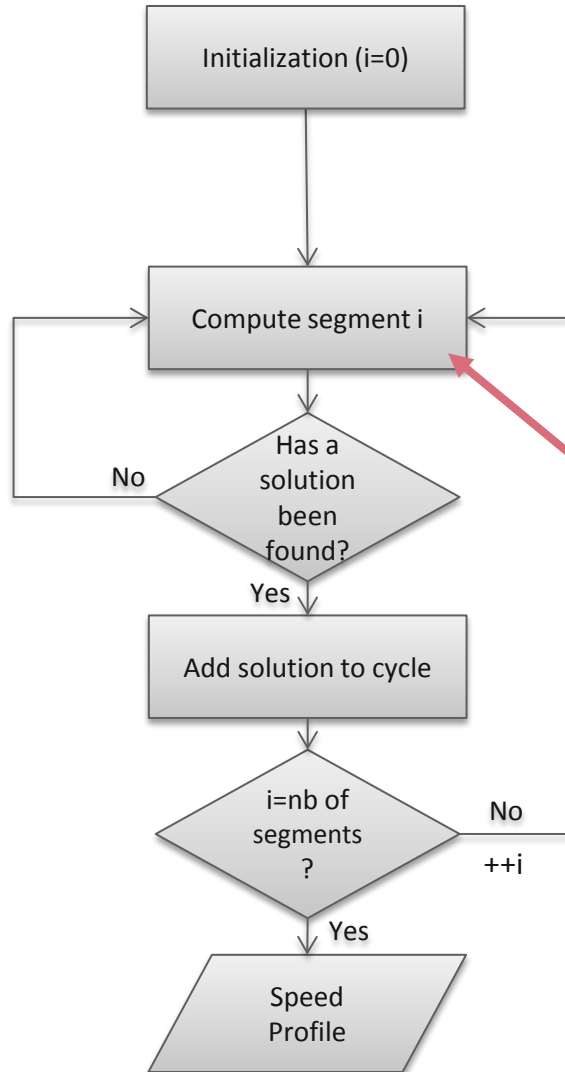 Initialization (i=0)
Compute segment i
Has a
solution
been
found?
No
Yes
Add solution to cycle
i=nb of
segments
?
No
++i
Yes
Speed
Profile